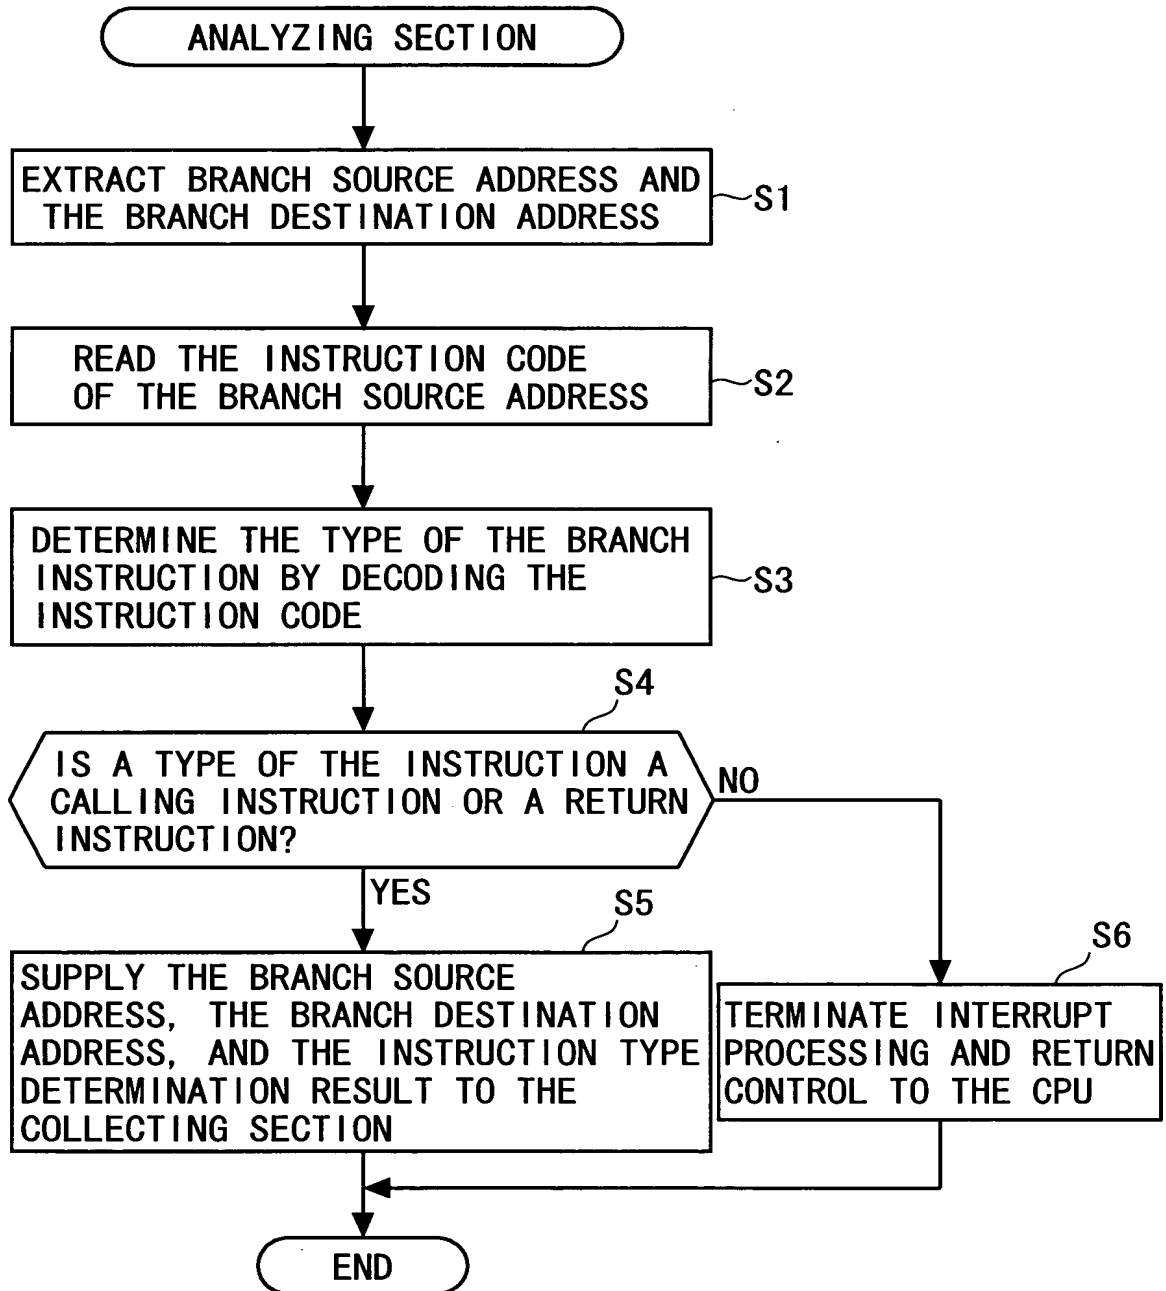 ANALYZING SECTION
EXTRACT BRANCH SOURCE ADDRESS AND
THE BRANCH DESTINATION ADDRESS
S1
READ THE INSTRUCTION CODE
OF THE BRANCH SOURCE ADDRESS
S2
DETERMINE THE TYPE OF THE BRANCH
INSTRUCTION BY DECODING THE
INSTRUCTION CODE
S3
S4
IS A TYPE OF THE INSTRUCTION A
CALLING INSTRUCTION OR A RETURN
INSTRUCTION?
NO
YES
S5
SUPPLY THE BRANCH SOURCE
ADDRESS, THE BRANCH DESTINATION
ADDRESS, AND THE INSTRUCTION TYPE
DETERMINATION RESULT TO THE
COLLECTING SECTION
S6
TERMINATE INTERRUPT
PROCESSING AND RETURN
CONTROL TO THE CPU
END